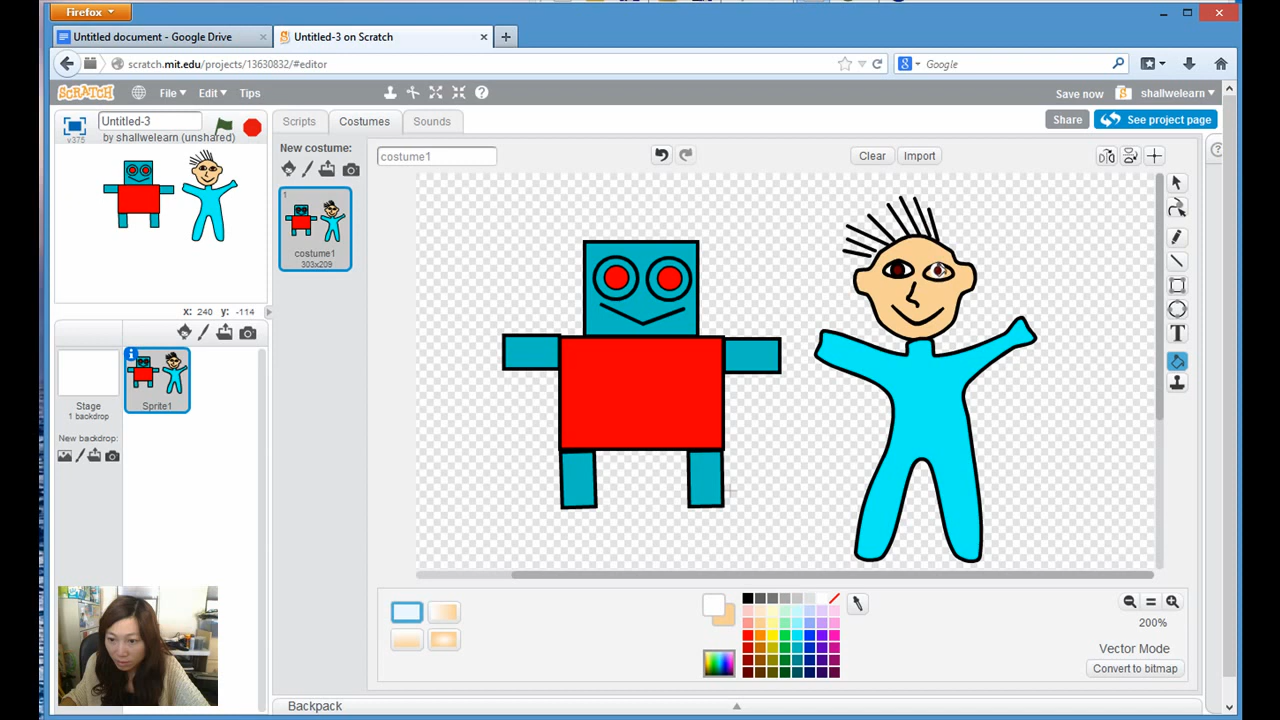 Firefox
Untitled document - Google Drive
Untitled-3 on Scratch
scratch.mit.edu/projects/13630832/#editor
Google
SCRATCH
File
Edit
Tips
Save now
shallwelearn
v375
Untitled-3
by shallwelearn (unshared)
Scripts
Costumes
Sounds
Share
See project page
New costume:
costume1
Clear
Import
1
costume1
303x209
x: 240 y: -114
Stage
1 backdrop
New backdrop:
Sprite1
200%
Vector Mode
Convert to bitmap
Backpack